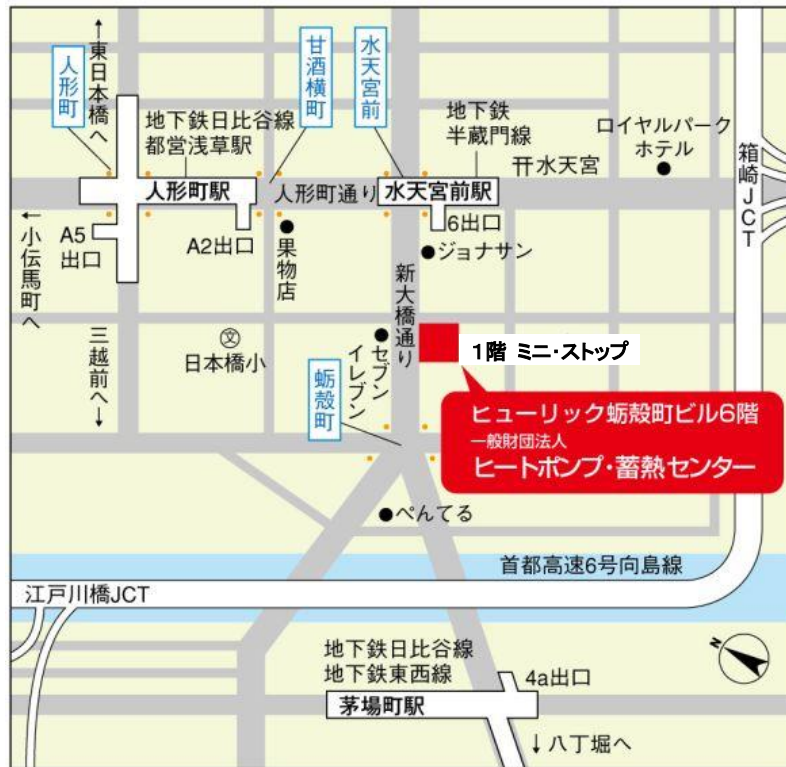 ←東日本橋へ
人形町
甘酒横町
水天宮前
地下鉄日比谷線
都営浅草駅
地下鉄
半蔵門線
ロイヤルパーク
ホテル
水天宮
箱崎JCT
人形町駅
人形町通り
水天宮前駅
←小伝馬町へ
A5
出口
A2出口
6出口
果物店
ジョナサン
新大橋通り
三越前へ→
文
日本橋小
セブン
イレブン
1階 ミニ・ストップ
蛎殻町
ヒューリック蛎殻町ビル6階
一般財団法人
ヒートポンプ・蓄熱センター
ぺんてる
首都高速6号向島線
江戸川橋JCT
N
地下鉄日比谷線
地下鉄東西線
4a出口
茅場町駅
↓八丁堀へ